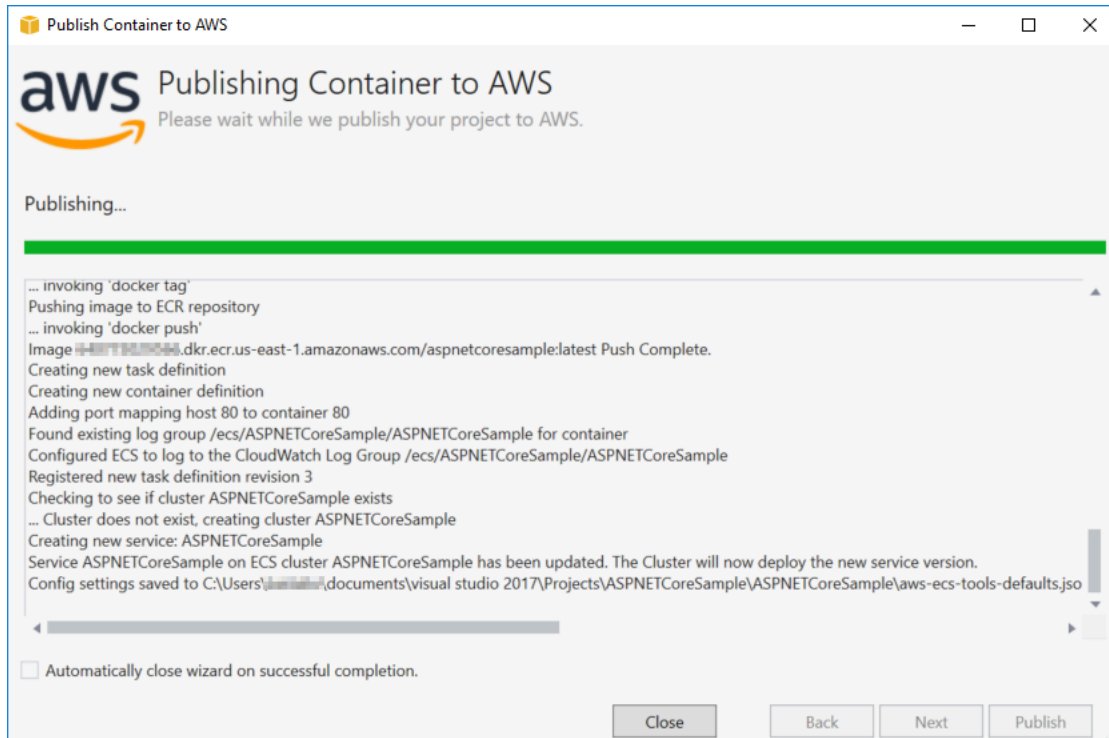 Publish Container to AWS
aws
Publishing Container to AWS
Please wait while we publish your project to AWS.
Publishing...
... invoking 'docker tag'
Pushing image to ECR repository
... invoking 'docker push'
Image .dkr.ecr.us-east-1.amazonaws.com/aspnetcoresample:latest Push Complete.
Creating new task definition
Creating new container definition
Adding port mapping host 80 to container 80
Found existing log group /ecs/ASPNETCoreSample/ASPNETCoreSample for container
Configured ECS to log to the CloudWatch Log Group /ecs/ASPNETCoreSample/ASPNETCoreSample
Registered new task definition revision 3
Checking to see if cluster ASPNETCoreSample exists
... Cluster does not exist, creating cluster ASPNETCoreSample
Creating new service: ASPNETCoreSample
Service ASPNETCoreSample on ECS cluster ASPNETCoreSample has been updated. The Cluster will now deploy the new service version.
Config settings saved to C:\Users\ \documents\visual studio 2017\Projects\ASPNETCoreSample\ASPNETCoreSample\aws-ecs-tools-defaults.jso
Automatically close wizard on successful completion.
Close Back Next Publish